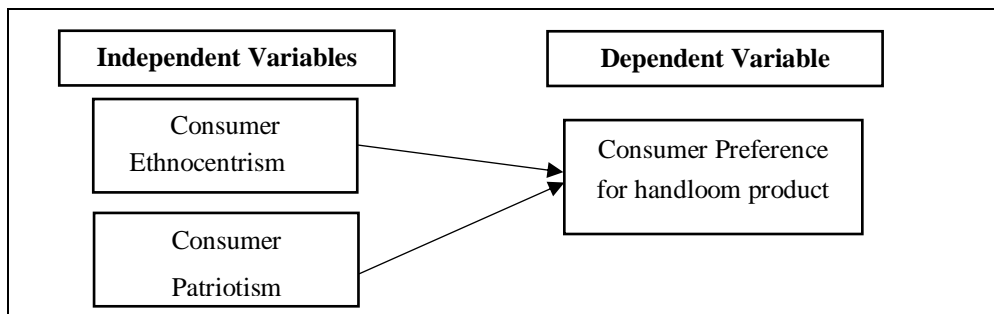 Independent Variables
Dependent Variable
Consumer
Ethnocentrism
Consumer Preference
for handloom product
Consumer
Patriotism